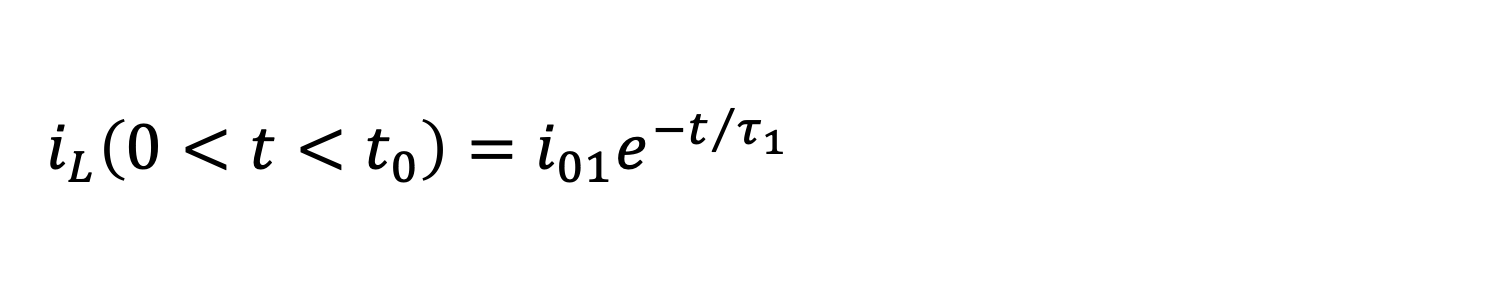 i_L(0 < t < t_0) = i_{01}e^{-t/τ_1}